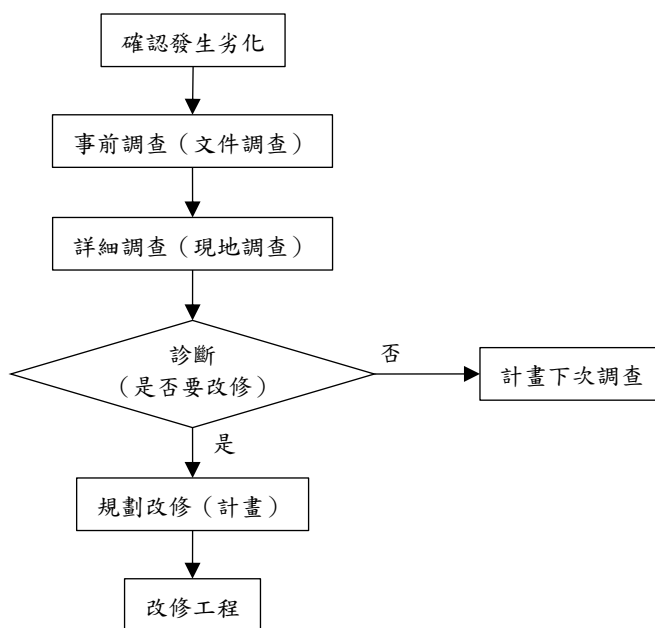 確認發生劣化
事前調查（文件調查）
詳細調查（現地調查）
診斷
（是否要改修）
否
計畫下次調查
是
規劃改修（計畫）
改修工程